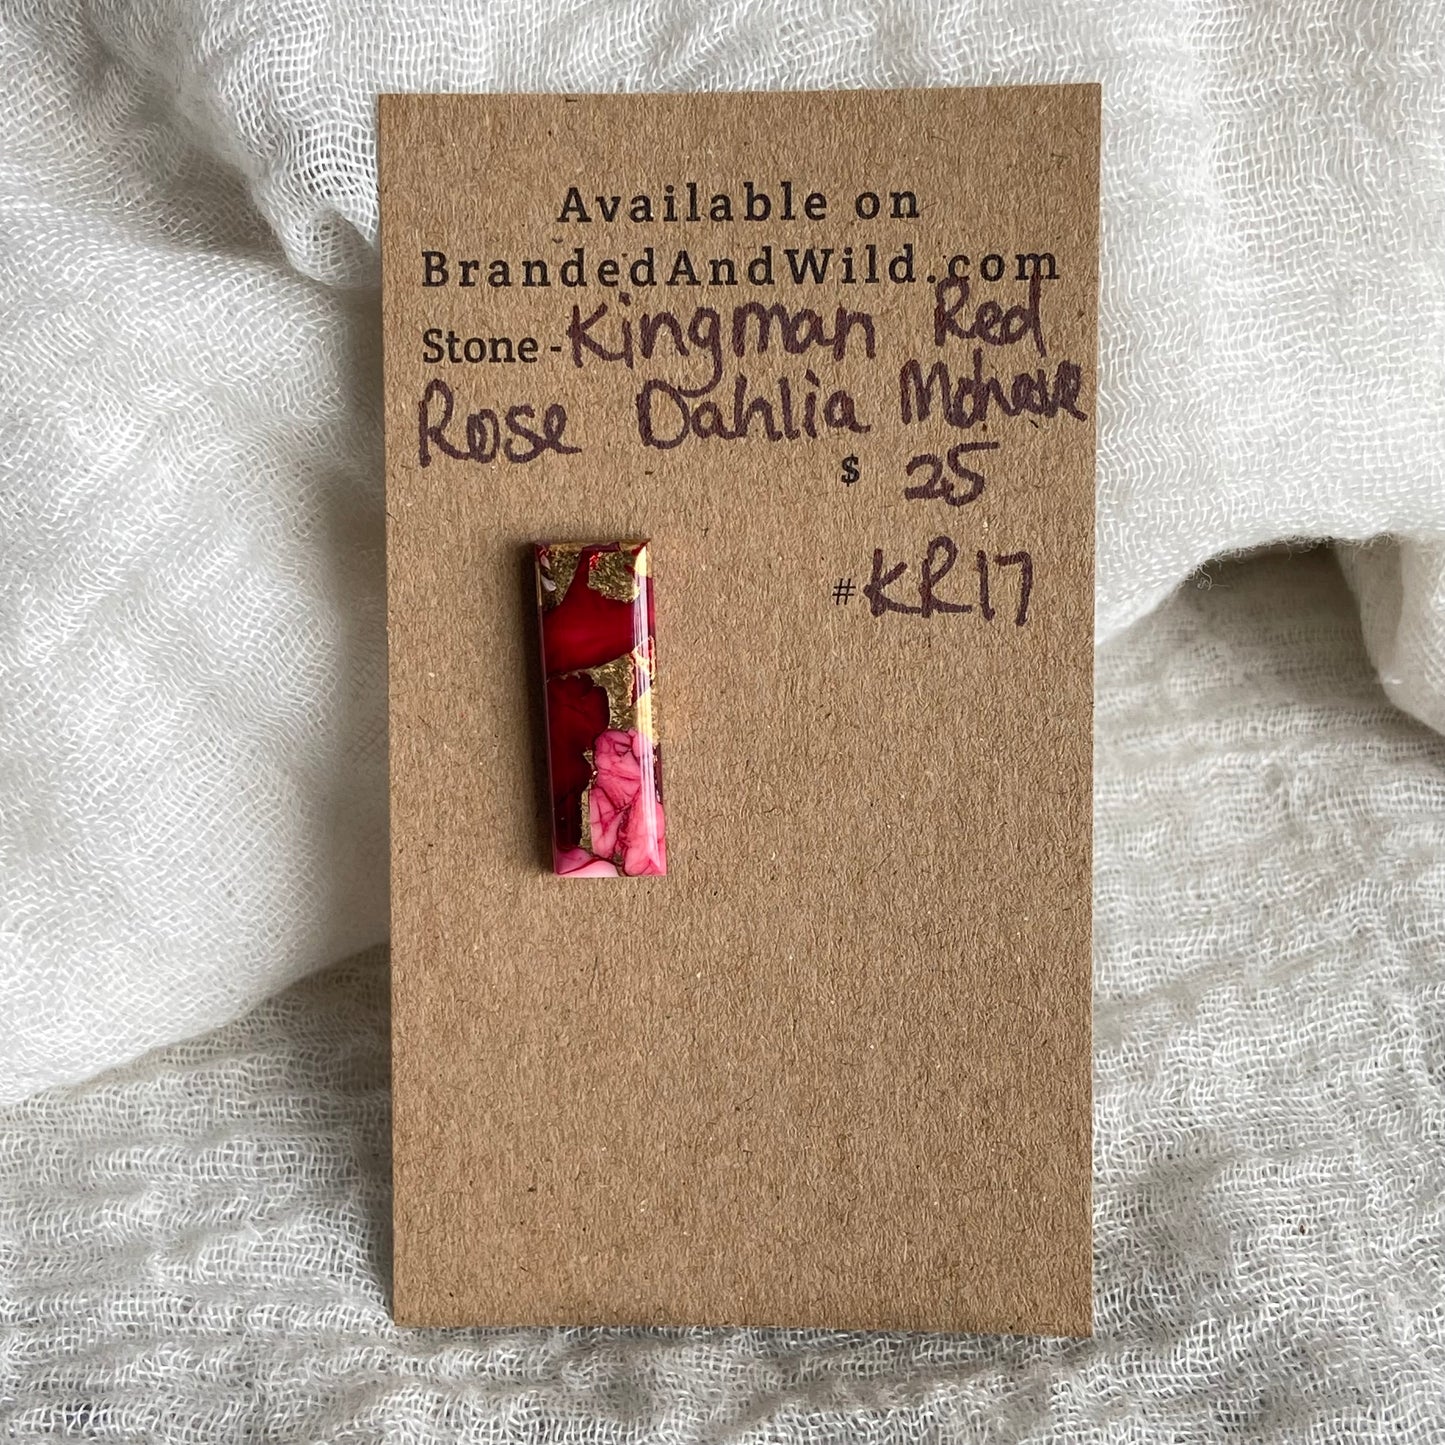 Available on
BrandedAndWild.com
Stone - Kingman Red
Rose Dahlia Mohave
$ 25
# KR17